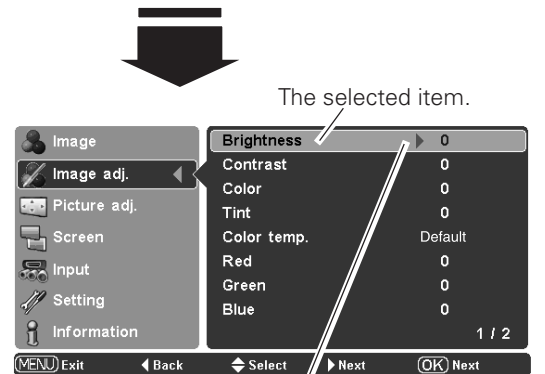 The selected item.
Image
Image adj.
Picture adj.
Screen
Input
Setting
Information
Brightness 0
Contrast 0
Color 0
Tint 0
Color temp. Default
Red 0
Green 0
Blue 0
1 / 2
MENU Exit Back Select Next OK Next